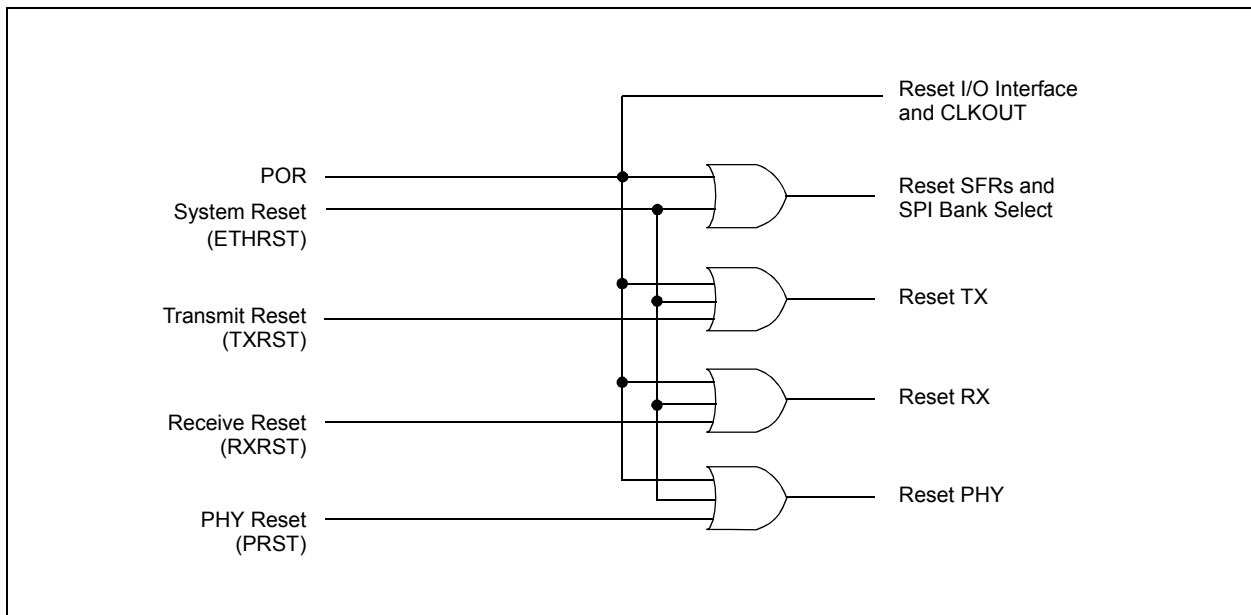 Reset I/O Interface
and CLKOUT
POR
Reset SFRs and
SPI Bank Select
System Reset
(ETHRST)
Reset TX
Transmit Reset
(TXRST)
Reset RX
Receive Reset
(RXRST)
Reset PHY
PHY Reset
(PRST)